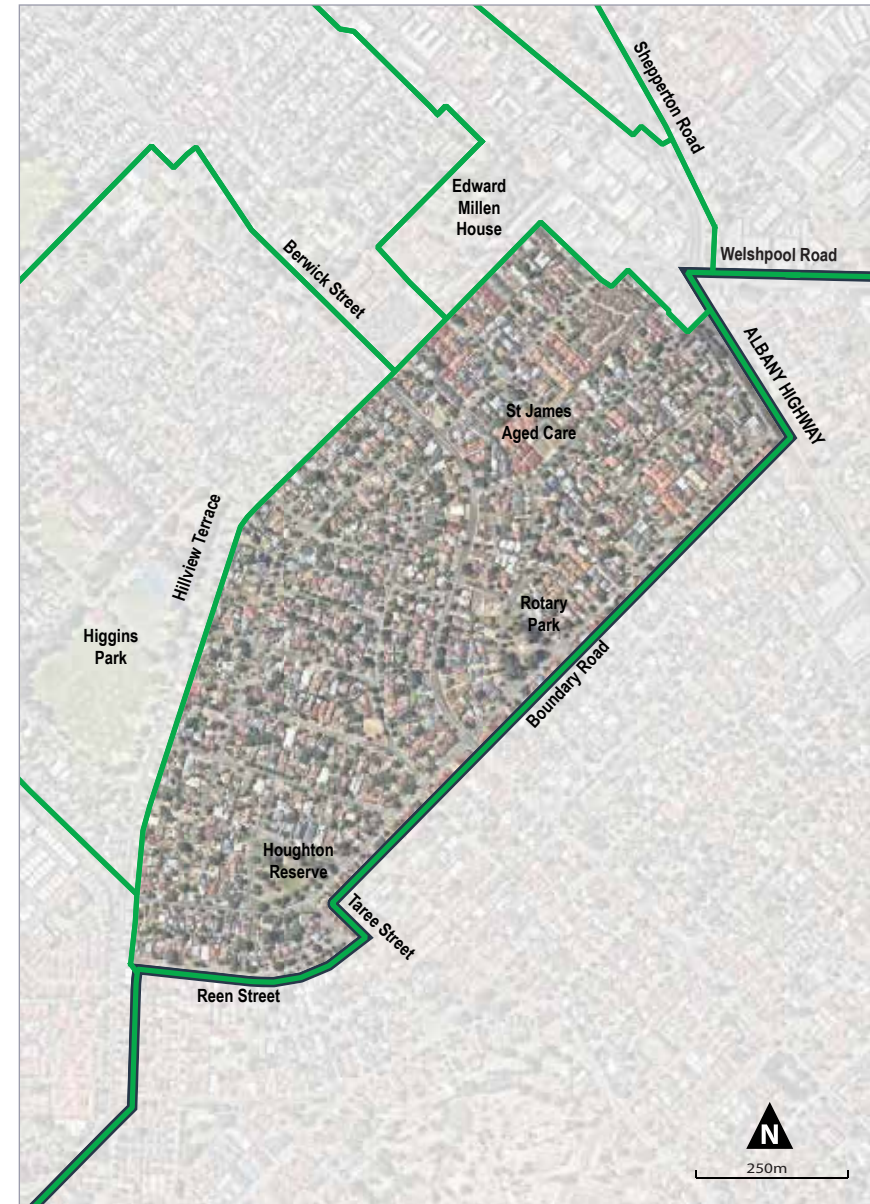 Shepperton Road
Edward
Millen
House
Welshpool Road
Berwick Street
ALBANY HIGHWAY
St James
Aged Care
Hillview Terrace
Rotary
Park
Higgins
Park
Boundary Road
Houghton
Reserve
Taree Street
Reen Street
N
250m